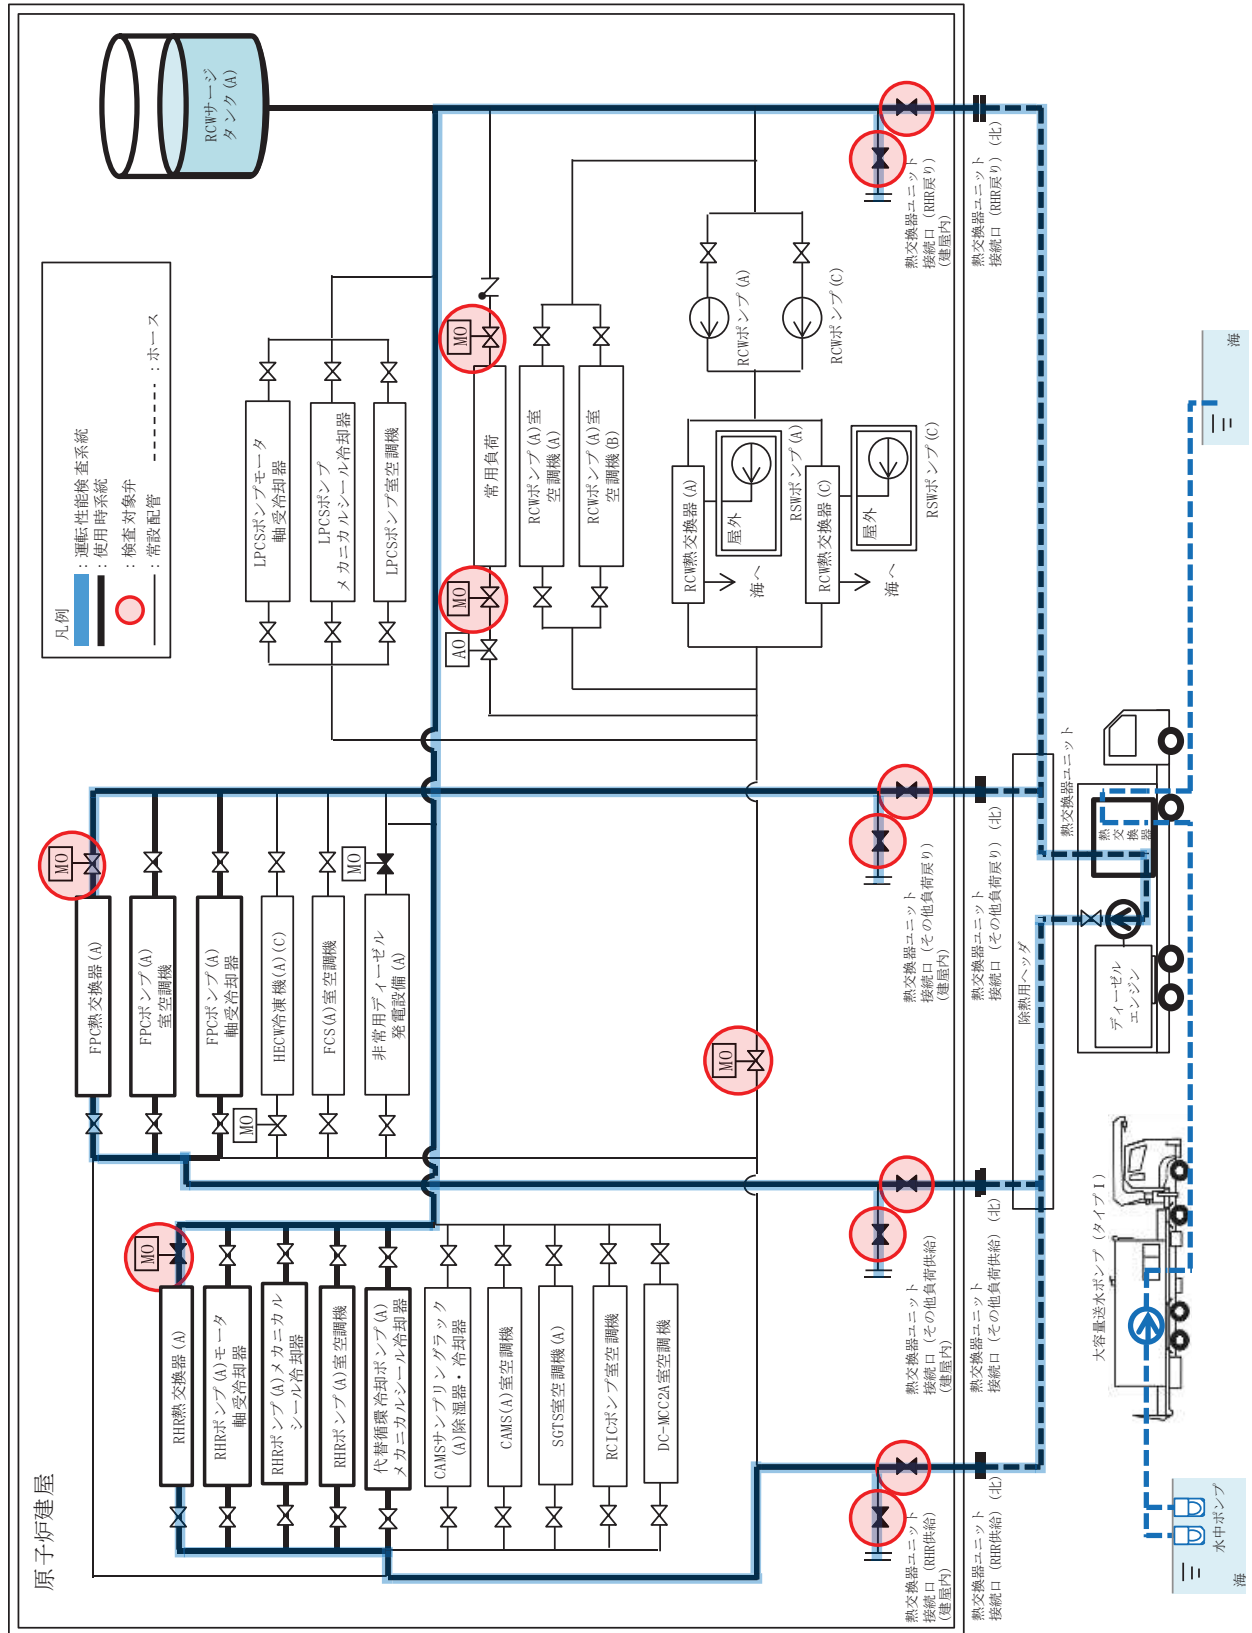 原子炉建屋
凡例
：運転性能検査系統
：使用時系統
：検査対象弁
：常設配管
：ホース
RCWサージ
タンク(A)
RHR熱交換器(A)
RHRポンプ(A)モータ
軸受冷却器
RHRポンプ(A)メカニカル
シール冷却器
RHRポンプ(A)室空調機
代替循環冷却ポンプ(A)
メカニカルシール冷却器
CAMSサンプリングラック
(A)除湿器・冷却器
CAMS(A)室空調機
SGTS室空調機(A)
RCICポンプ室空調機
DC-MCC2A室空調機
MO
FPC熱交換器(A)
FPCポンプ(A)
室空調機
FPCポンプ(A)
軸受冷却器
HECW冷凍機(A)(C)
FCS(A)室空調機
非常用ディーゼル
発電設備(A)
MO
MO
MO
MO
LPCSポンプモータ
軸受冷却器
LPCSポンプ
メカニカルシール冷却器
LPCSポンプ室空調機
AO
MO
常用負荷
MO
RCWポンプ(A)室
空調機(A)
RCWポンプ(A)室
空調機(B)
RCW熱交換器(A)
海へ
屋外
RSWポンプ(A)
RCW熱交換器(C)
海へ
屋外
RSWポンプ(C)
RCWポンプ(A)
RCWポンプ(C)
熱交換器ユニット
接続口（RHR供給）
(建屋内)
熱交換器ユニット
接続口（RHR供給）（北）
熱交換器ユニット
接続口（その他負荷供給）
(建屋内)
熱交換器ユニット
接続口（その他負荷供給）（北）
熱交換器ユニット
接続口（その他負荷戻り）
(建屋内)
熱交換器ユニット
接続口（その他負荷戻り）（北）
熱交換器ユニット
接続口（RHR戻り）
(建屋内)
熱交換器ユニット
接続口（RHR戻り）（北）
除熱用ヘッダ
熱交換器ユニット
熱交換器
ディーゼル
エンジン
大容量送水ポンプ（タイプⅠ）
水中ポンプ
海
海